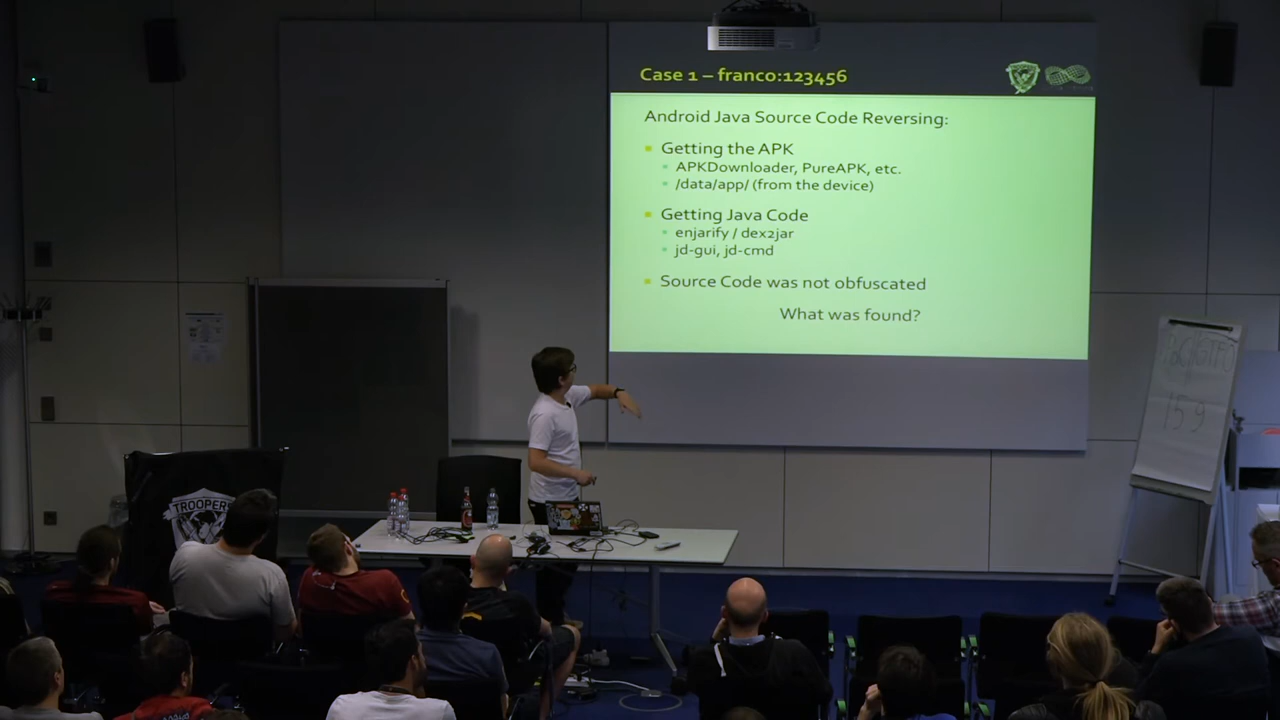 Case 1 – franco:123456
Android Java Source Code Reversing:
Getting the APK
APKDownloader, PureAPK, etc.
/data/app/ (from the device)
Getting Java Code
enjarify / dex2jar
jd-gui, jd-cmd
Source Code was not obfuscated
What was found?
TROOPERS
159